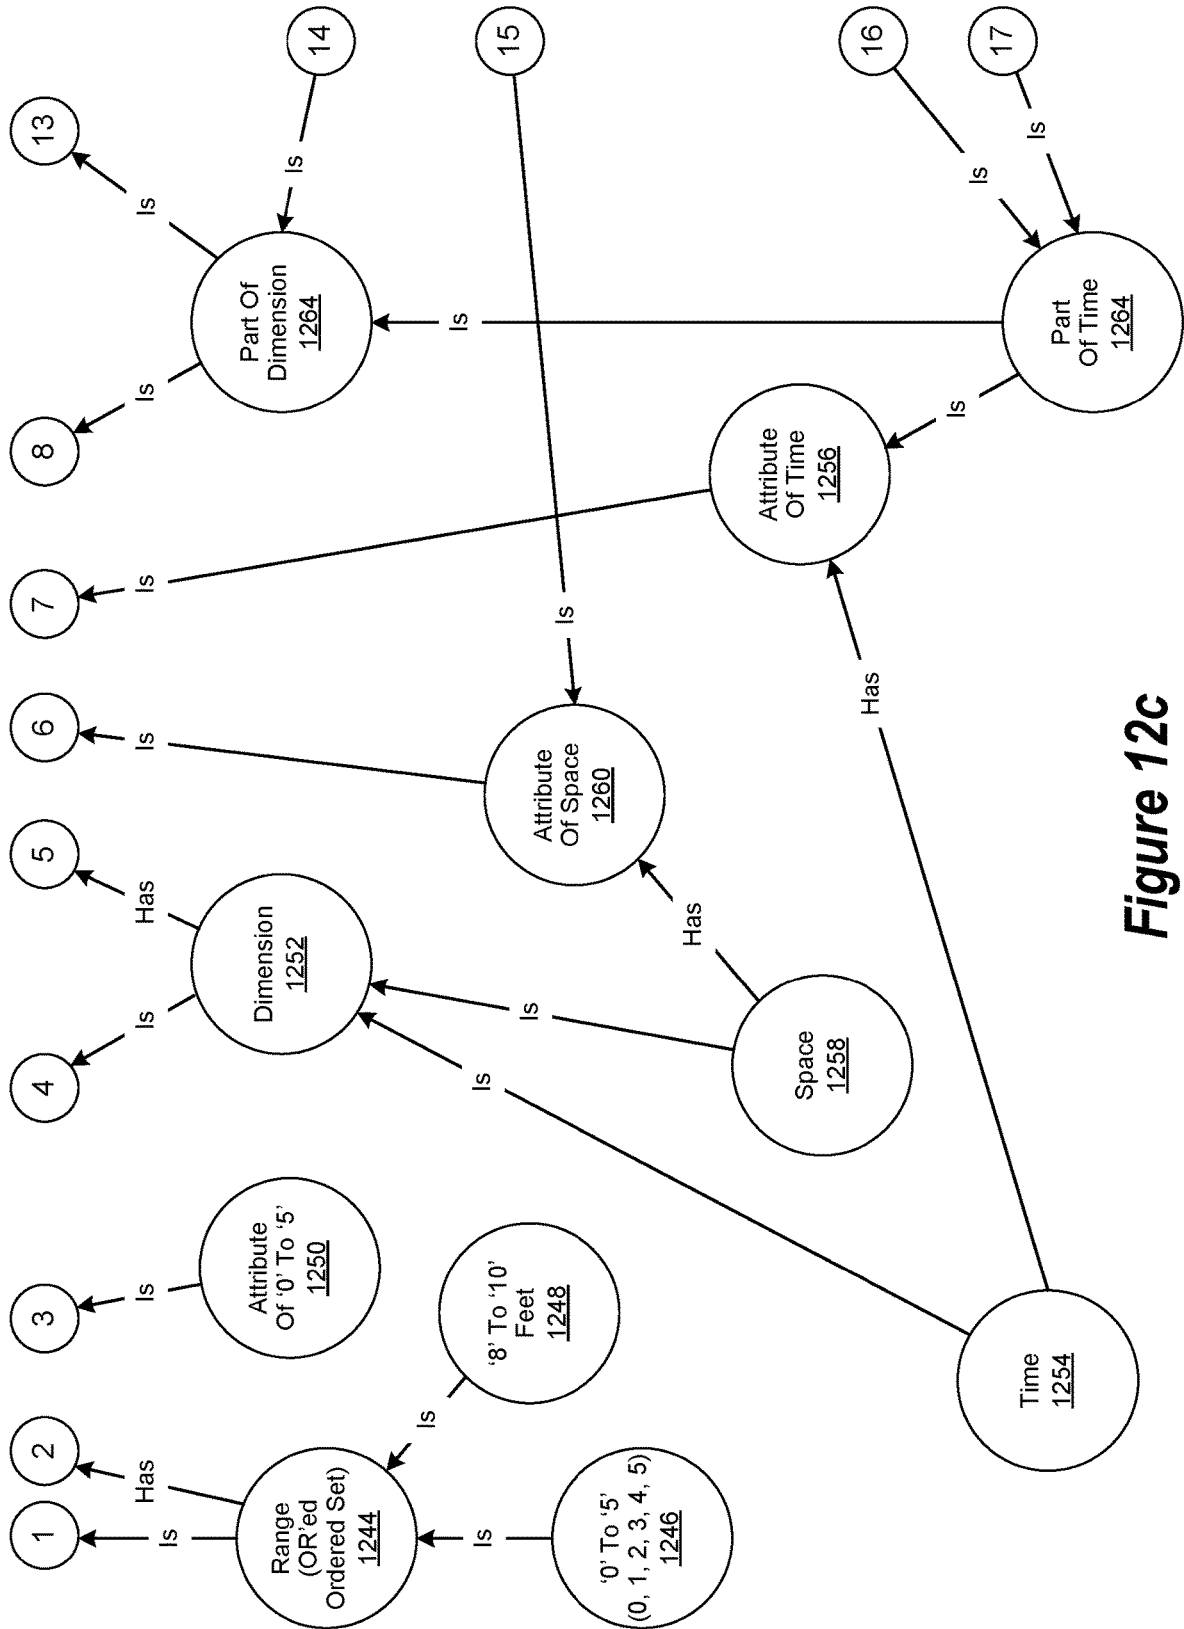 1
2
3
4
5
6
7
8
13
Is
Has
Is
Is
Has
Is
Is
Is
Is
Range
(OR'ed
Ordered Set)
1244
Attribute
Of '0' To '5'
1250
Dimension
1252
Part Of
Dimension
1264
Is
14
Is
Is
'8' To '10'
Feet
1248
Is
Is
Is
Is
15
'0' To '5'
(0, 1, 2, 3, 4, 5)
1246
Attribute
Of Space
1260
Has
Space
1258
Attribute
Of Time
1256
Has
Is
Is
16
Is
17
Time
1254
Part
Of Time
1264
Figure 12c